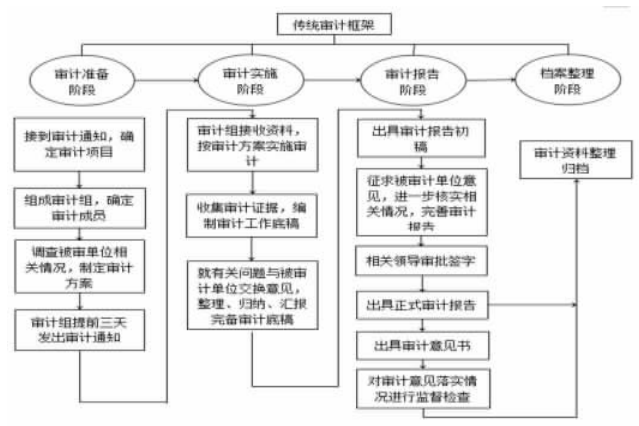 传统审计框架
审计准备
阶段
审计实施
阶段
审计报告
阶段
档案整理
阶段
接到审计通知，确
定审计项目
组成审计组，确定
审计成员
调查被审单位相
关情况，制定审计
方案
审计组提前三天
发出审计通知
审计组接收资料，
按审计方案实施审
计
收集审计证据，编
制审计工作底稿
就有关问题与被审
计单位交换意见，
整理、归纳、汇报
完备审计底稿
出具审计报告初
稿
征求被审计单位意
见，进一步核实相
关情况，完善审计
报告
相关领导审批签字
出具正式审计报告
出具审计意见书
对审计意见落实情
况进行监督检查
审计资料整理
归档